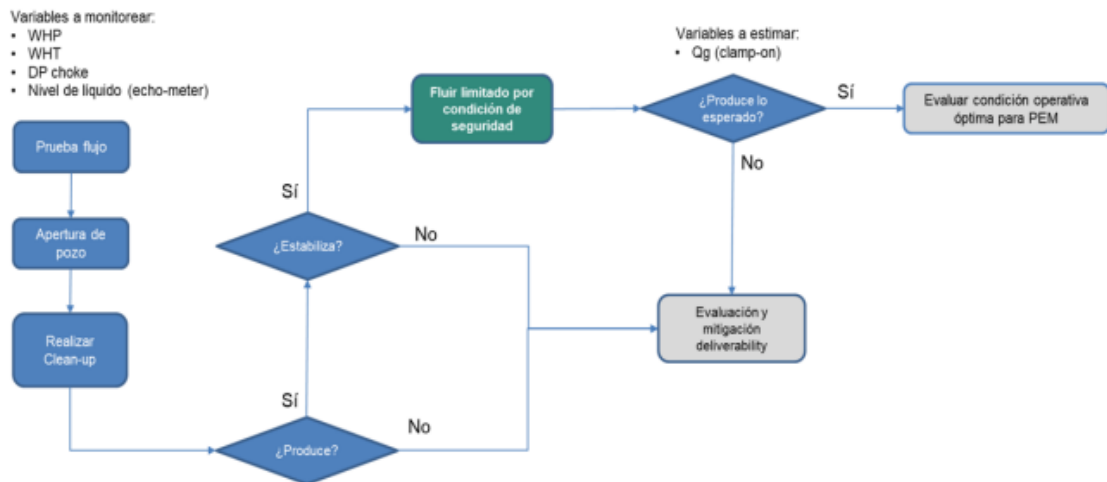 Variables a monitorear:
• WHP
• WHT
• DP choke
• Nivel de líquido (echo-meter)
Variables a estimar:
• Qg (clamp-on)
Prueba flujo
Apertura de
pozo
Realizar
Clean-up
¿Produce?
Sí
No
¿Estabiliza?
Sí
No
Fluir limitado por
condición de
seguridad
¿Produce lo
esperado?
Sí
No
Evaluar condición operativa
óptima para PEM
Evaluación y
mitigación
deliverability